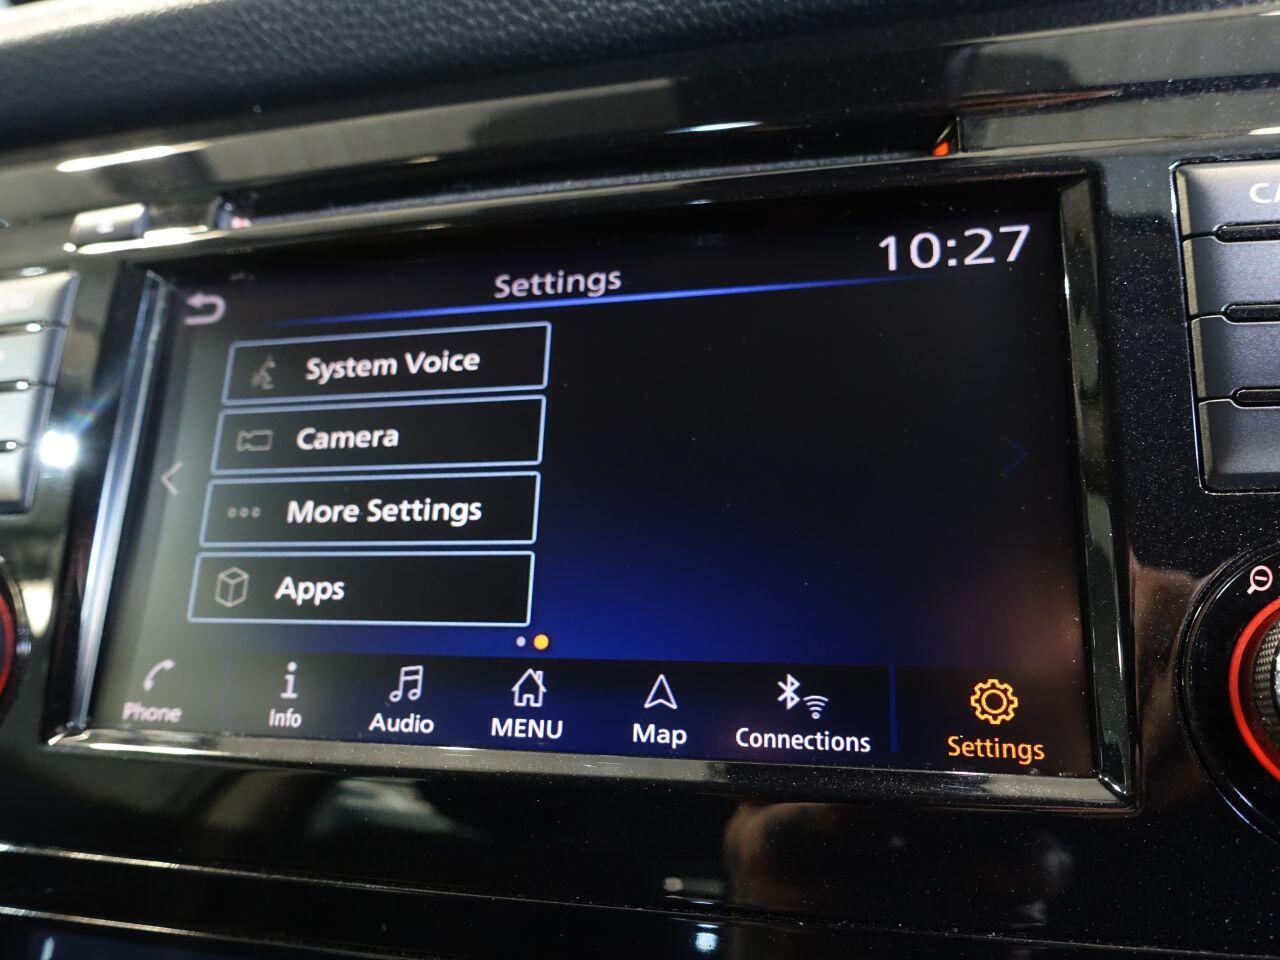 10:27
Settings
System Voice
Camera
More Settings
Apps
Phone
Info
Audio
MENU
Map
Connections
Settings